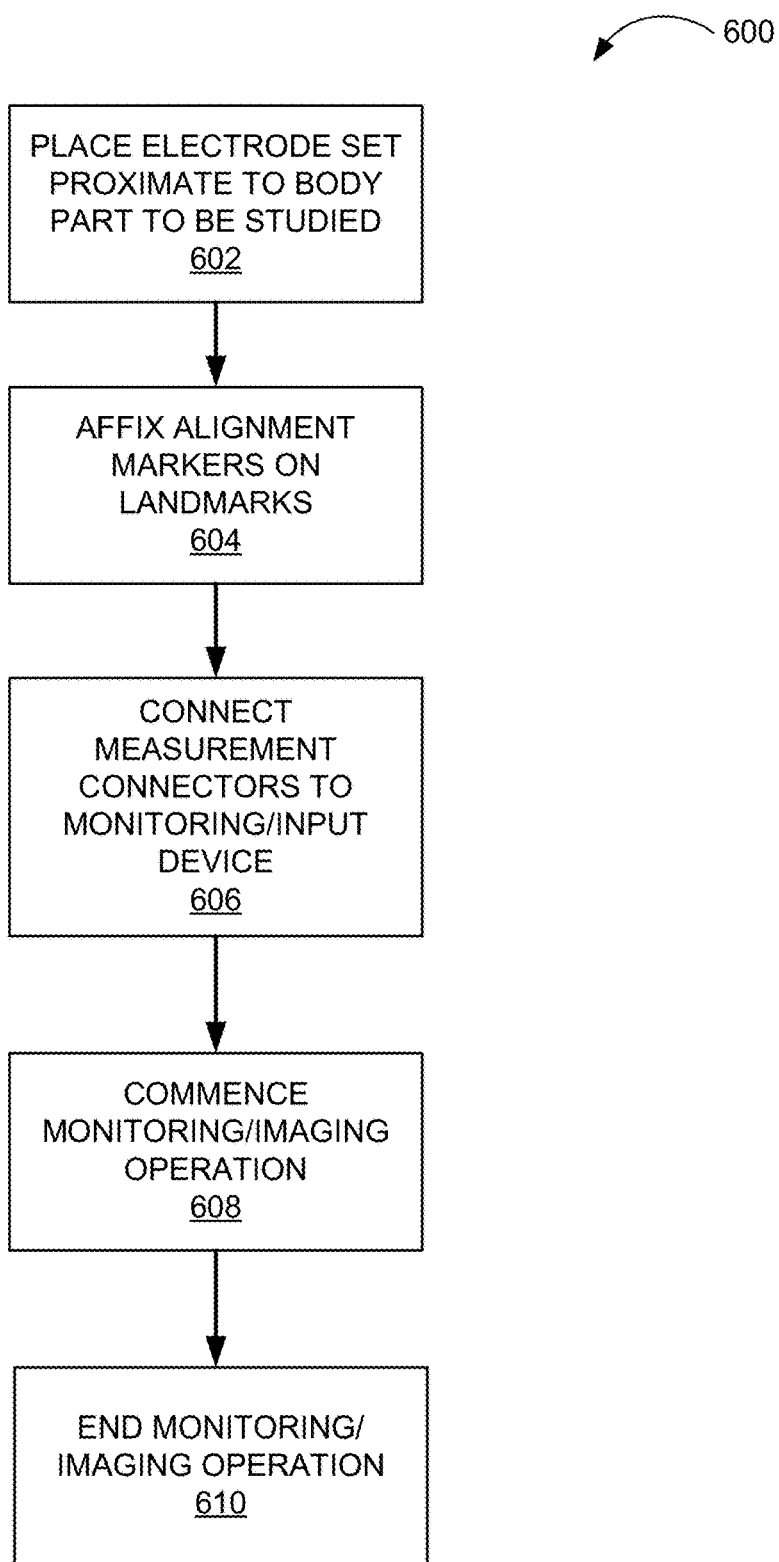 600
PLACE ELECTRODE SET
PROXIMATE TO BODY
PART TO BE STUDIED
602
AFFIX ALIGNMENT
MARKERS ON
LANDMARKS
604
CONNECT
MEASUREMENT
CONNECTORS TO
MONITORING/INPUT
DEVICE
606
COMMENCE
MONITORING/IMAGING
OPERATION
608
END MONITORING/
IMAGING OPERATION
610